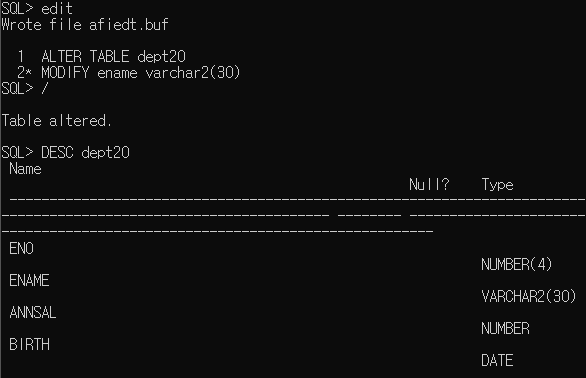 SQL> edit
Wrote file afiedt.buf
1 ALTER TABLE dept20
2* MODIFY ename varchar2(30)
SQL> /
Table altered.
SQL> DESC dept20
Name
Null? Type
------------------------------------------------------------------------
----------------------------------------- -------- ----------------------
------------------------------------------------------
ENO
NUMBER(4)
ENAME
VARCHAR2(30)
ANNSAL
NUMBER
BIRTH
DATE